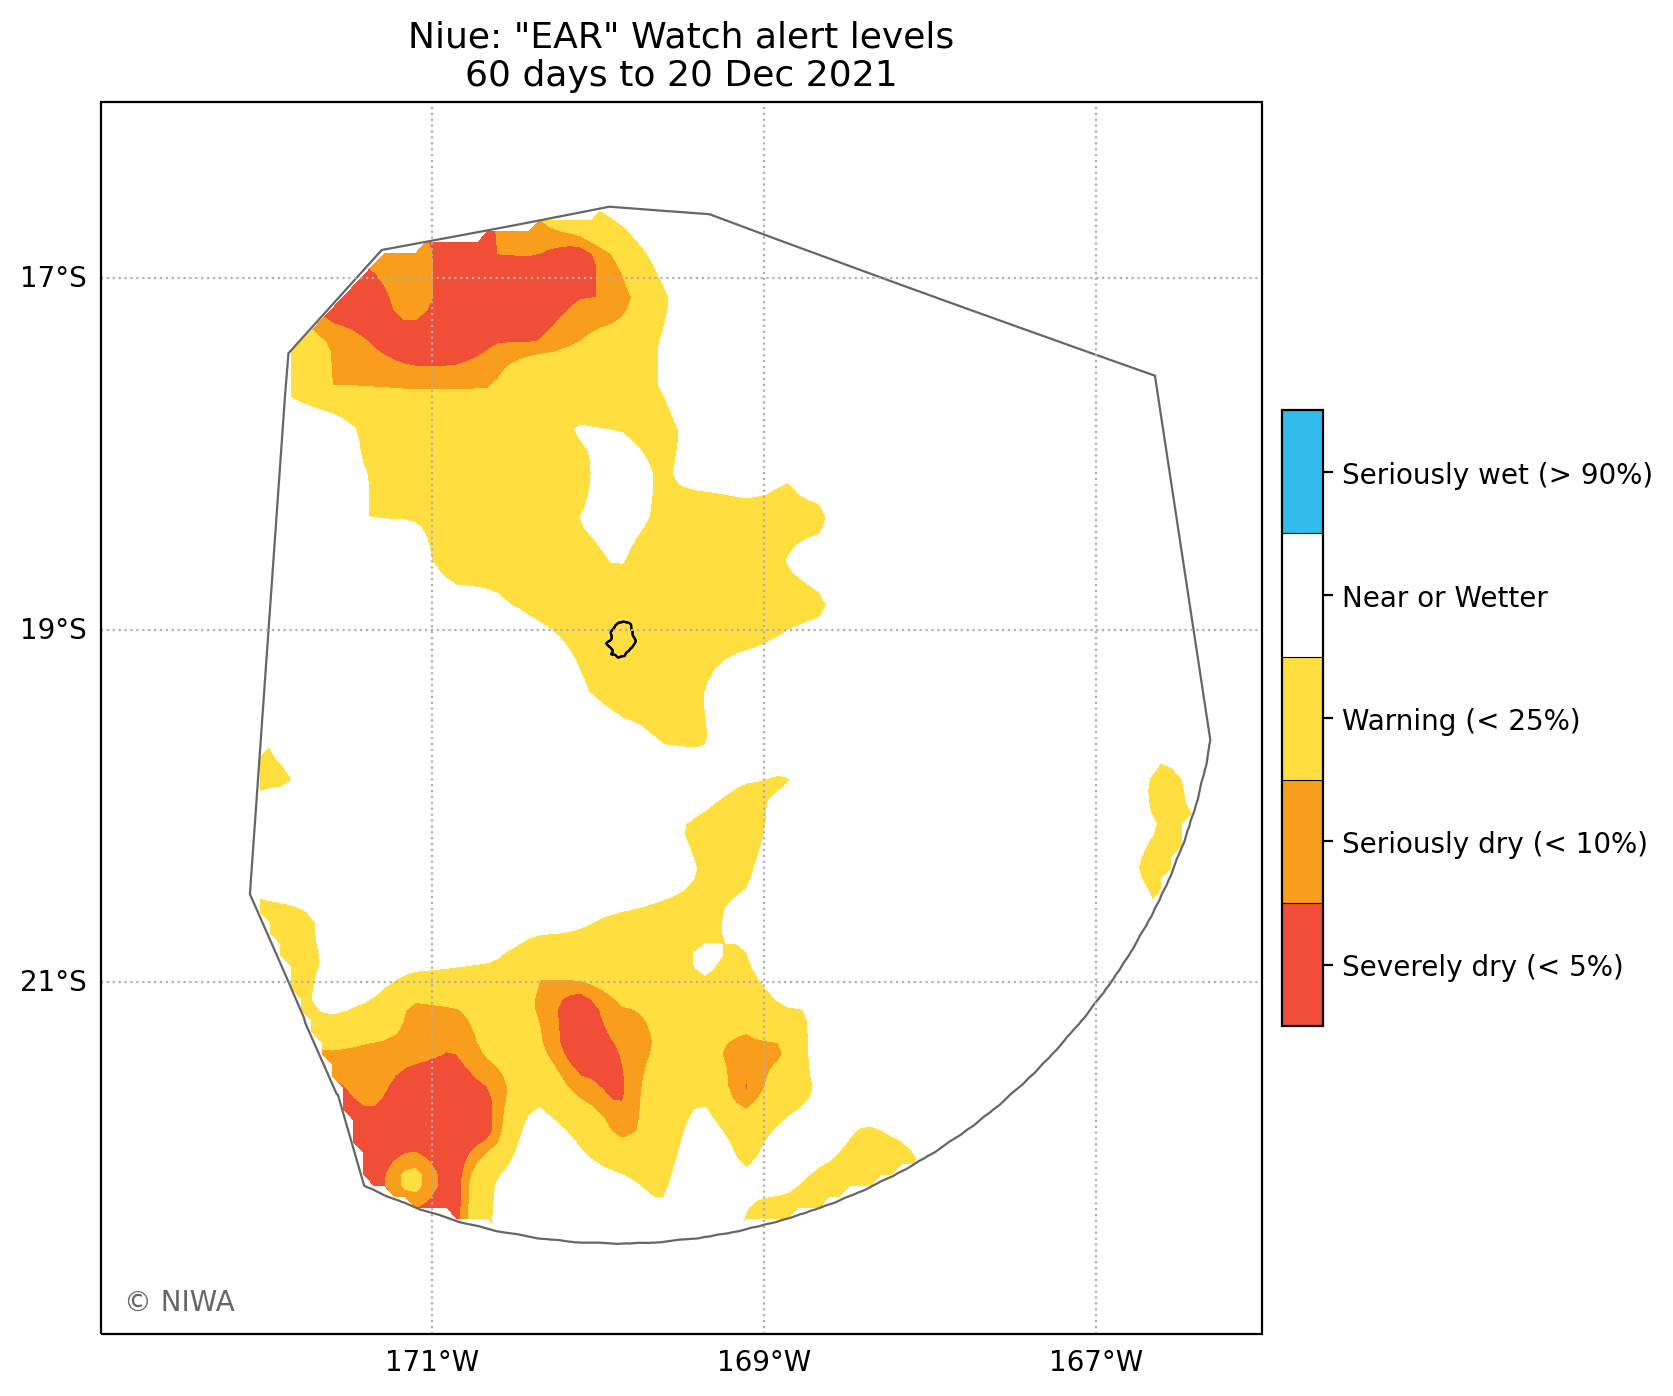 Niue: "EAR" Watch alert levels
60 days to 20 Dec 2021
17°S
19°S
21°S
171°W
169°W
167°W
Seriously wet (> 90%)
Near or Wetter
Warning (< 25%)
Seriously dry (< 10%)
Severely dry (< 5%)
© NIWA